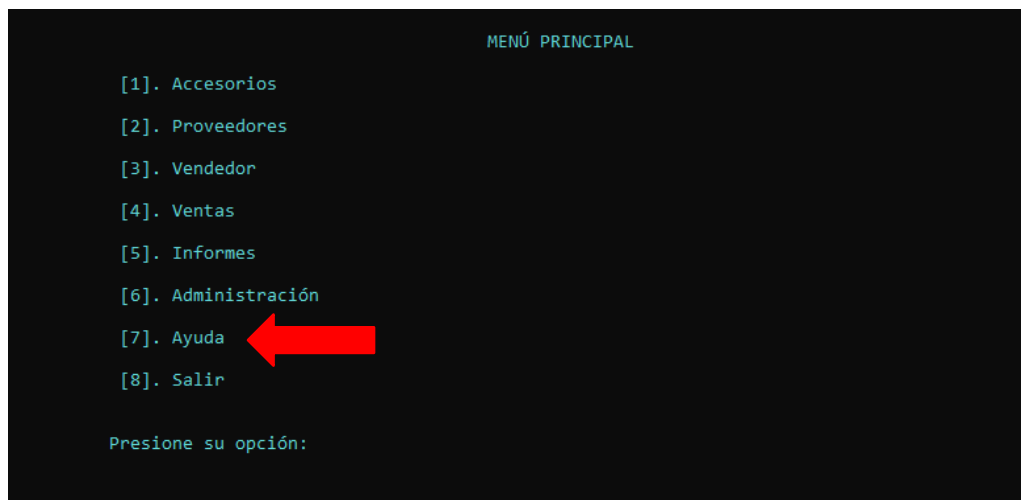 MENÚ PRINCIPAL
[1]. Accesorios
[2]. Proveedores
[3]. Vendedor
[4]. Ventas
[5]. Informes
[6]. Administración
[7]. Ayuda
[8]. Salir
Presione su opción: